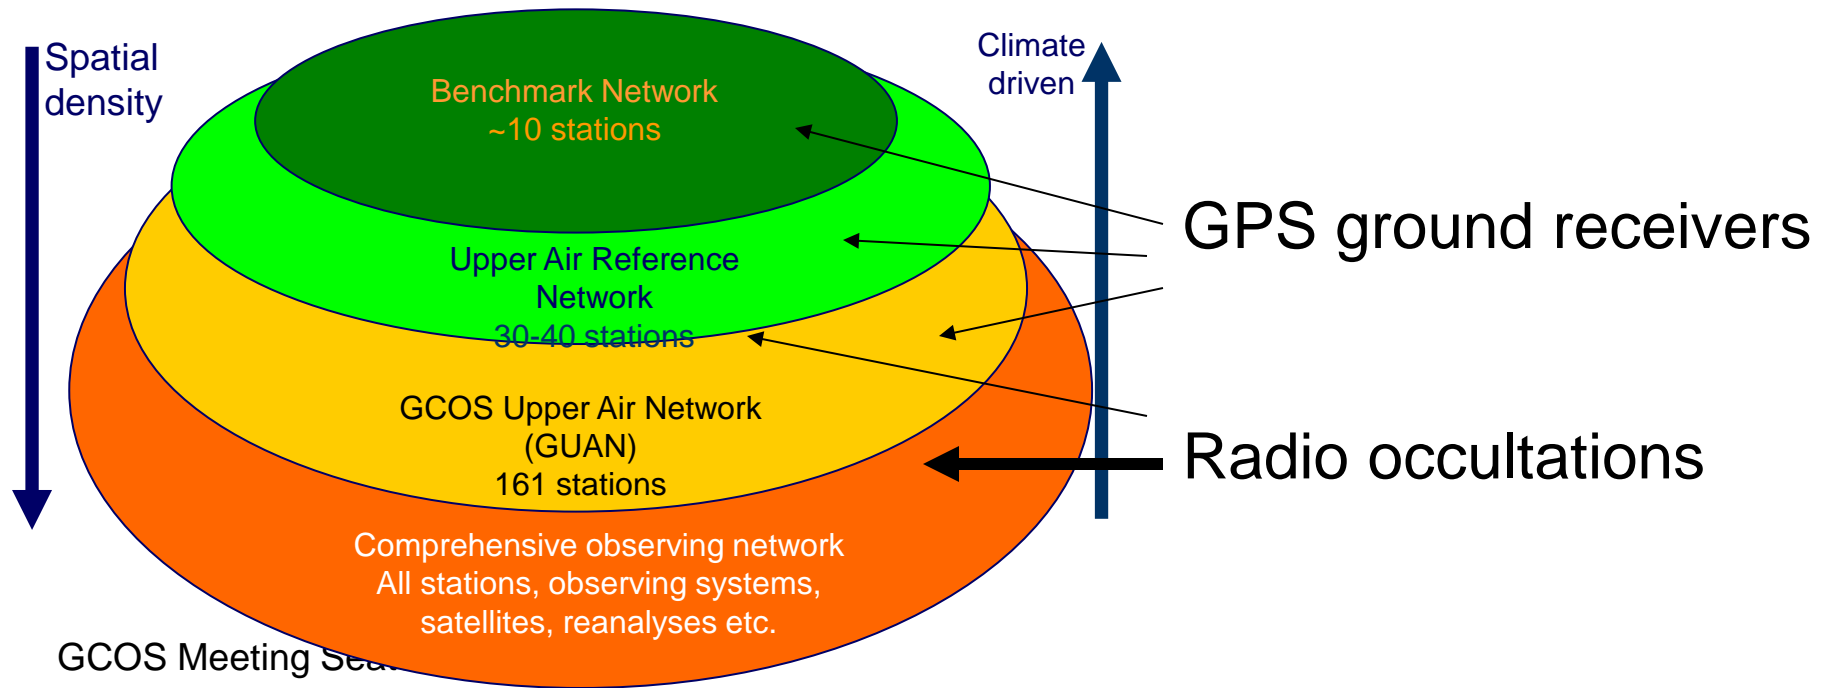 Spatial
density
Climate
driven
Benchmark Network
~10 stations
GPS ground receivers
Upper Air Reference
Network
30-40 stations
GCOS Upper Air Network
(GUAN)
161 stations
Radio occultations
Comprehensive observing network
All stations, observing systems,
satellites, reanalyses etc.
GCOS Meeting